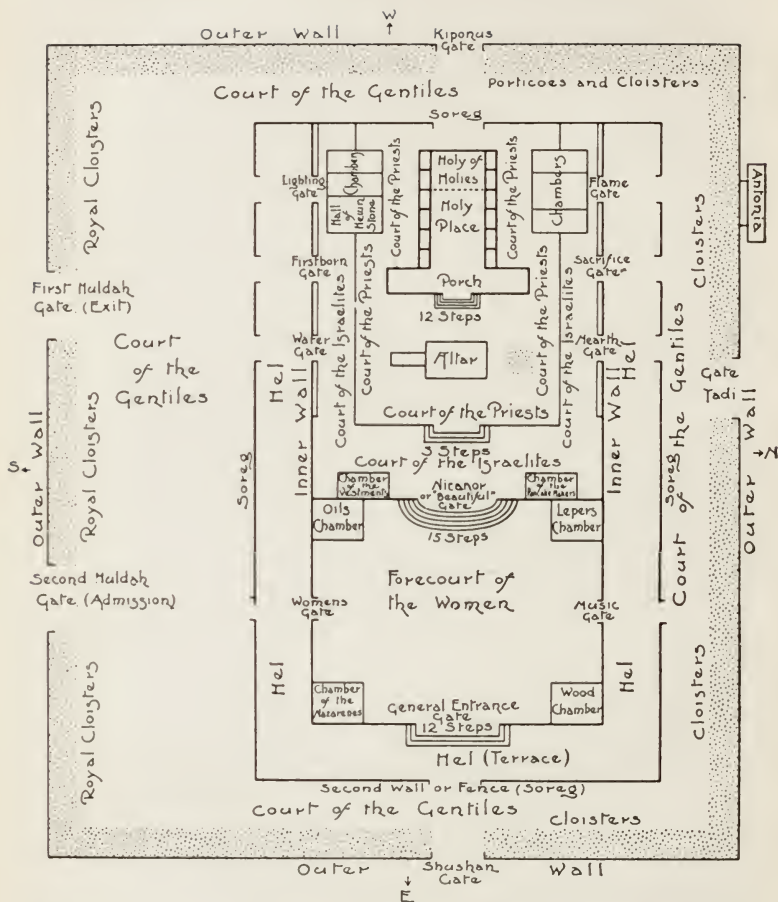 W
Outer Wall
Kiponus
Gate
Court of the Gentiles
Porticoes and Cloisters
Soreg
Royal Cloisters
Lighting
Gate
Chambers
Hall
of
Hewn
Stone
Court of the Priests
Holy of
Holies
Holy
Place
Court of the Priests
Chambers
Flame
Gate
Cloisters
Antonia
Firstborn
Gate
Porch
12 Steps
Sacrifice
Gate
First Muldah
Gate (Exit)
Court
of the
Gentiles
Water
Gate
Court of the Israelites
Court of the Priests
Altar
Court of the Priests
Court of the Israelites
Hearth
Gate
Hel
Hel
Gate
Tadi
Inner Wall
Inner Wall
Court of the Priests
3 Steps
Court of the Israelites
S
Outer Wall
Royal Cloisters
Soreg
Soreg
Court of the Gentiles
Outer Wall
N
Chamber
of the
Vestments
Nicanor
or "Beautiful"
Gate
Chamber
of the
Pancake Makers
Oils
Chamber
15 Steps
Lepers
Chamber
Second Muldah
Gate (Admission)
Forecourt of
the Women
Womens
Gate
Music
Gate
Royal Cloisters
Hel
Hel
Cloisters
Chamber
of the
Nazarenes
General Entrance
Gate
12 Steps
Wood
Chamber
Hel (Terrace)
Second Wall or Fence (Soreg)
Court of the Gentiles
Cloisters
Outer
Shushan
Gate
Wall
E